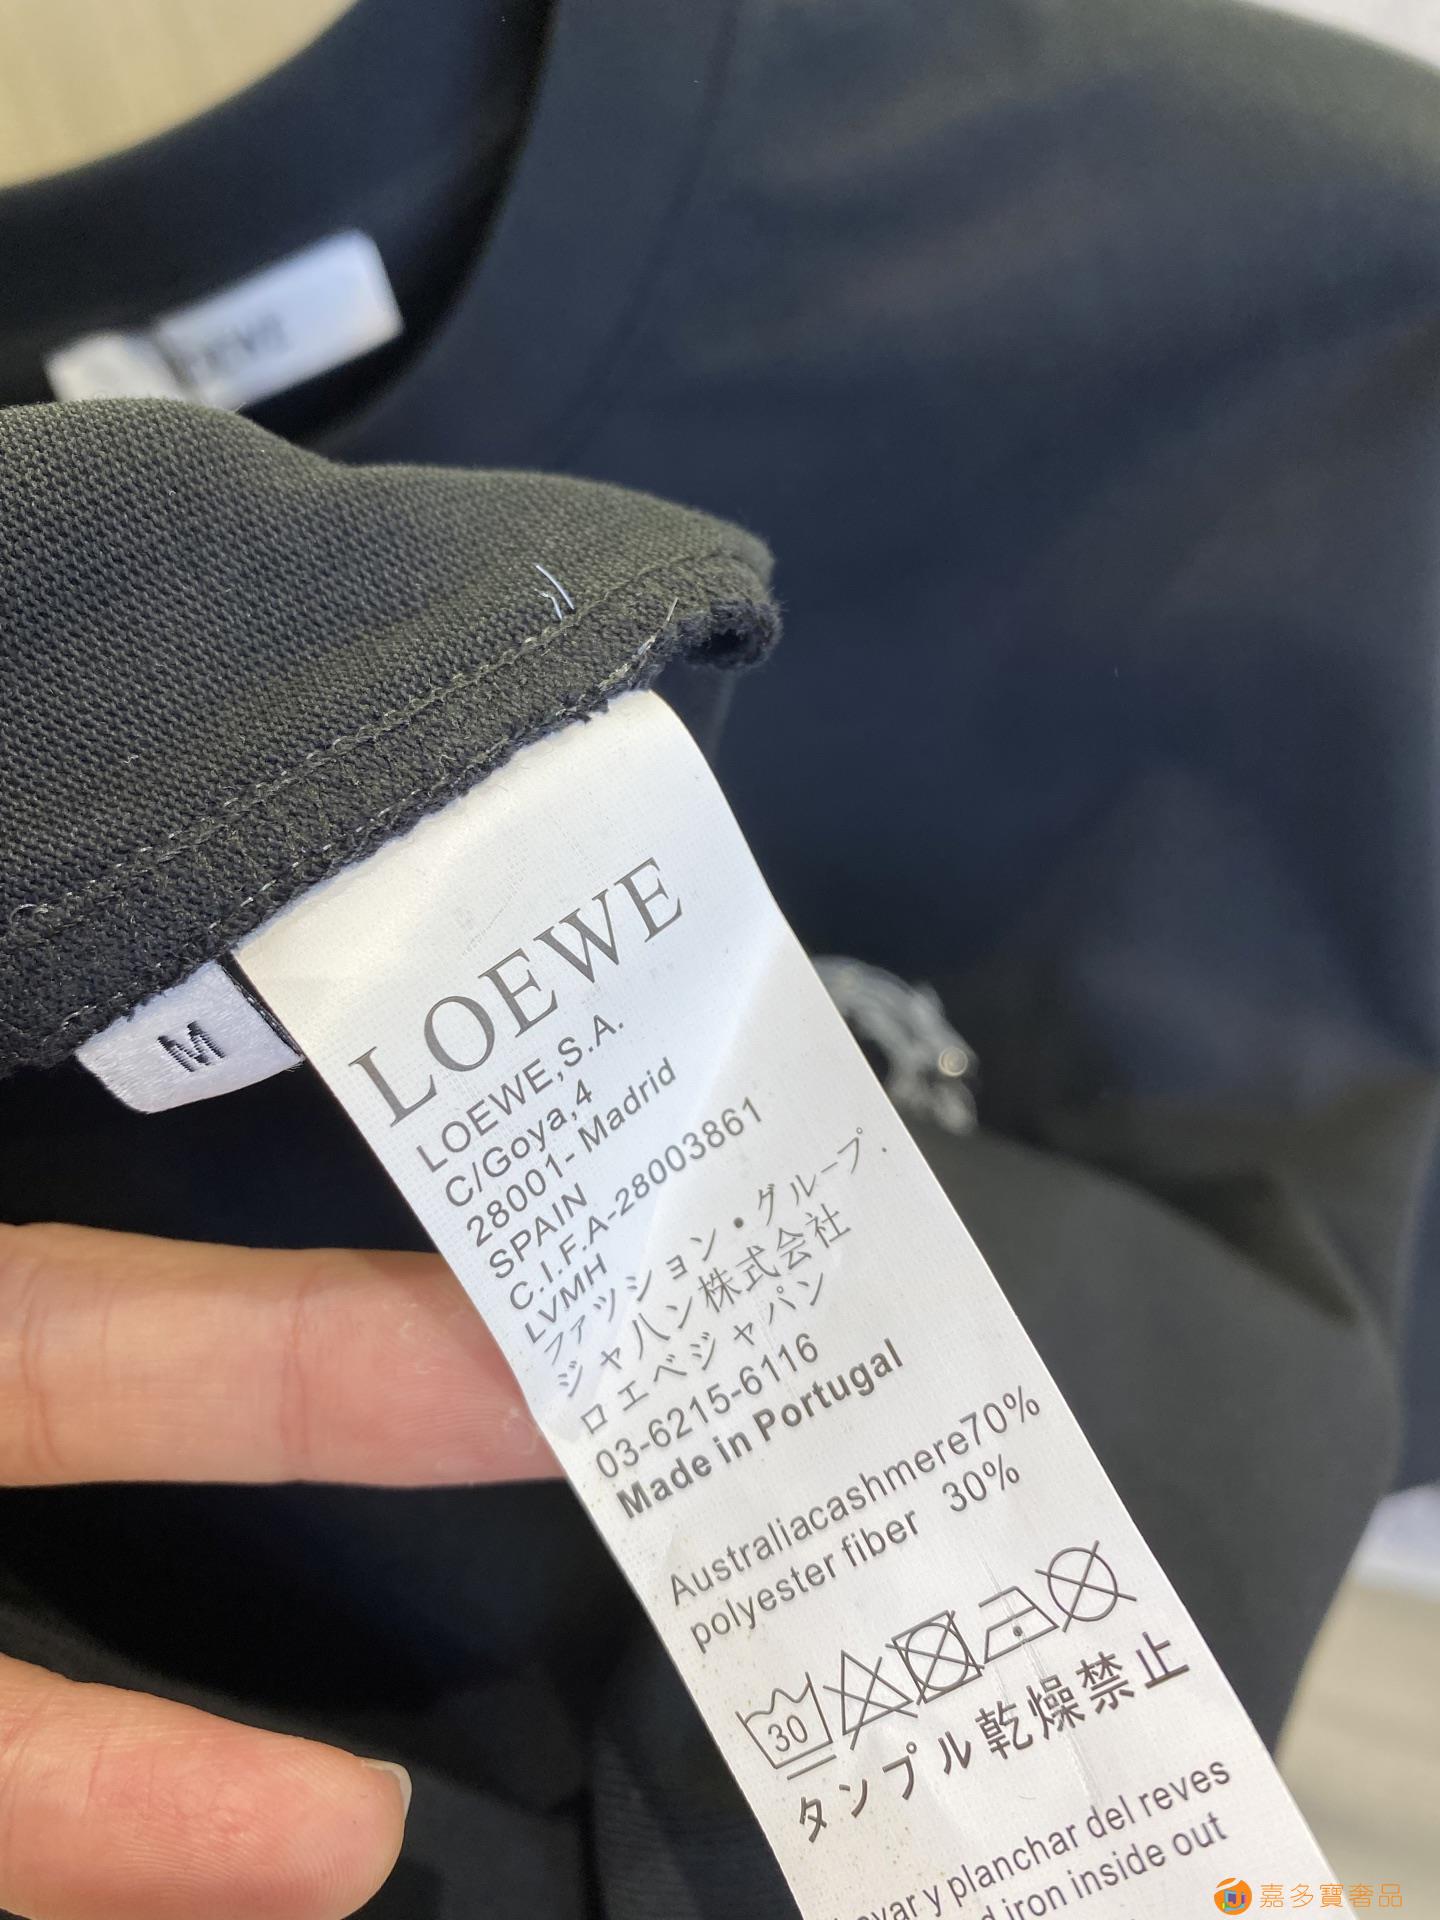 M
LOEWE
LOEWE,S.A.
C/Goya,4
28001- Madrid
SPAIN
C.I.F.A-28003861
LVMH
ファッション・グループ.
ジャハン株式会社
ロエベジャパン
03-6215-6116
Made in Portugal
Australiacashmere70%
polyester fiber 30%
30
タンプル乾燥禁止
y planchar del reves
iron inside out
嘉多寶奢品